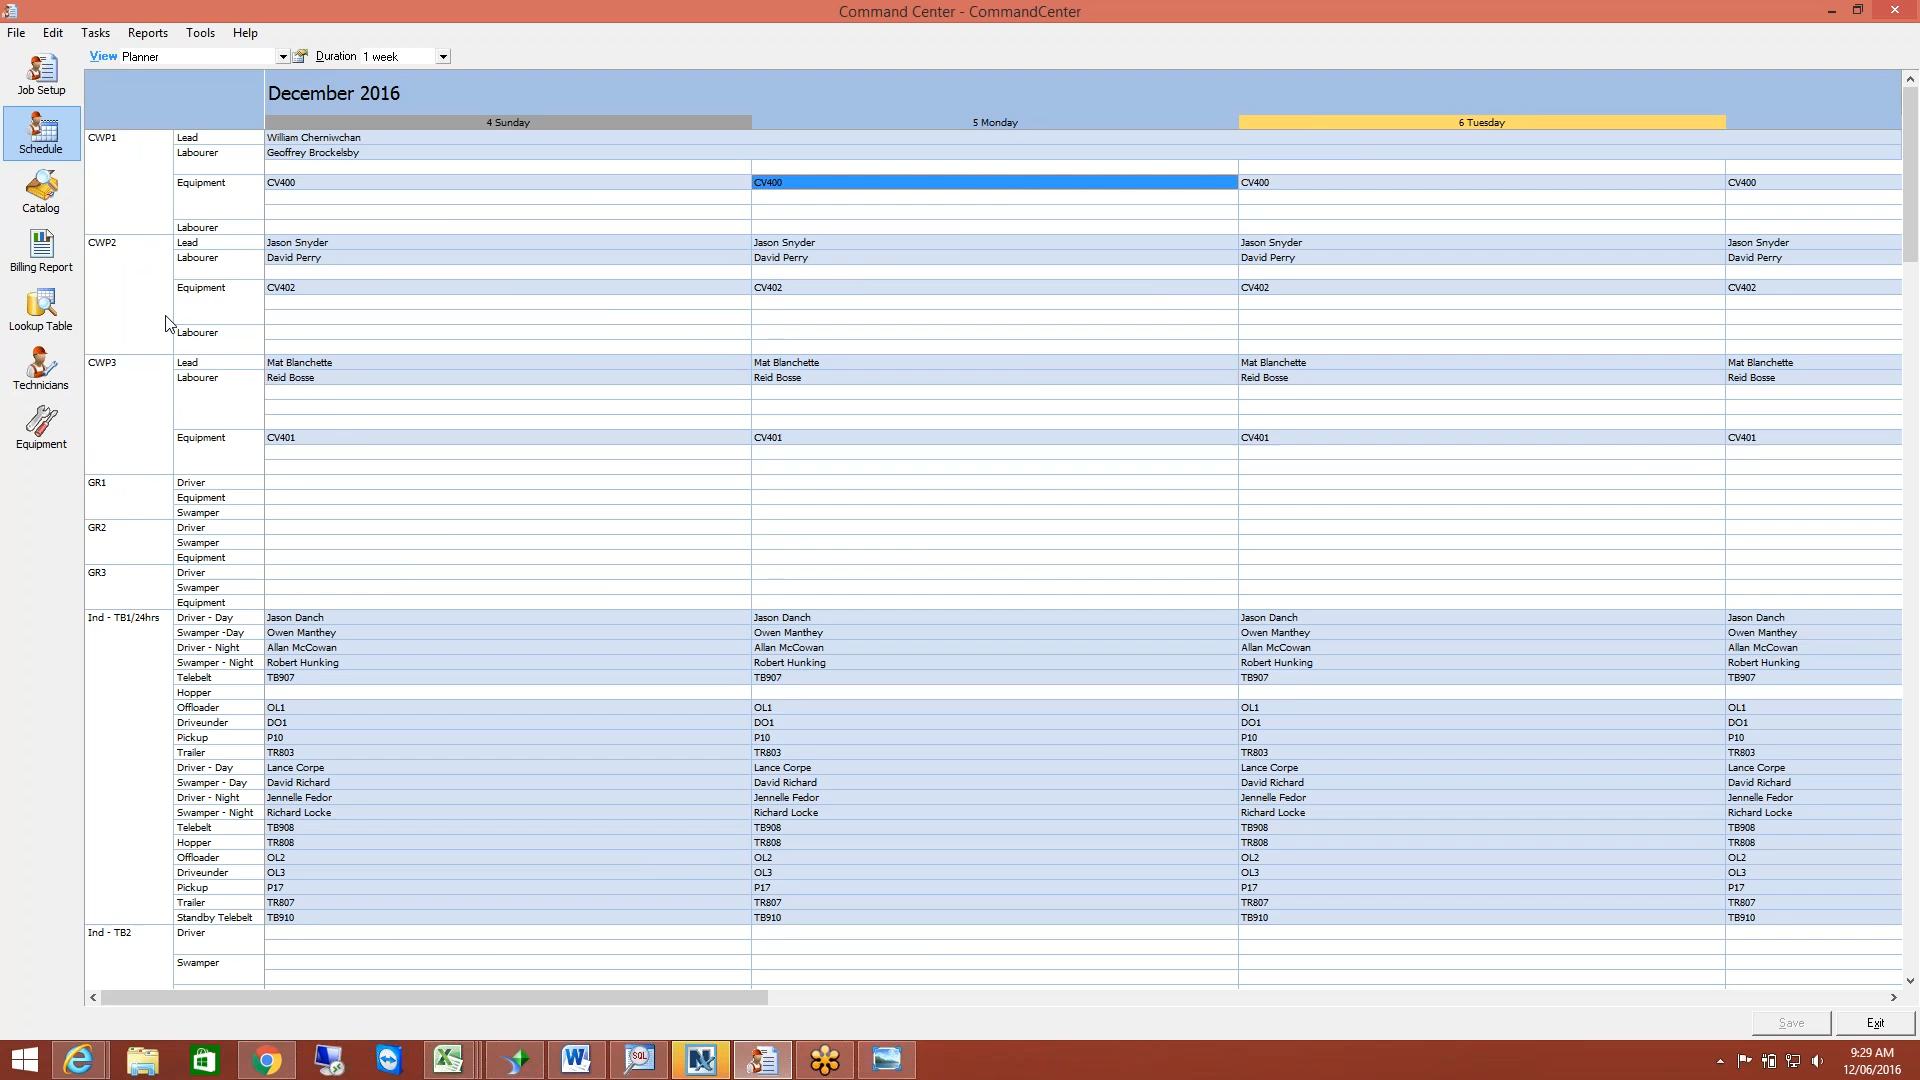 Command Center - CommandCenter
File Edit Tasks Reports Tools Help
View Planner Duration 1 week
Job Setup
Schedule
Catalog
Billing Report
Lookup Table
Technicians
Equipment
December 2016
4 Sunday 5 Monday 6 Tuesday
CWP1 Lead William Cherniwchan
Labourer Geoffrey Brockelsby
Equipment CV400 CV400 CV400 CV400
Labourer
CWP2 Lead Jason Snyder Jason Snyder Jason Snyder Jason Snyder
Labourer David Perry David Perry David Perry David Perry
Equipment CV402 CV402 CV402 CV402
Labourer
CWP3 Lead Mat Blanchette Mat Blanchette Mat Blanchette Mat Blanchette
Labourer Reid Bosse Reid Bosse Reid Bosse Reid Bosse
Equipment CV401 CV401 CV401 CV401
GR1 Driver
Equipment
Swamper
GR2 Driver
Swamper
Equipment
GR3 Driver
Swamper
Equipment
Ind - TB1/24hrs Driver - Day Jason Danch Jason Danch Jason Danch Jason Danch
Swamper -Day Owen Manthey Owen Manthey Owen Manthey Owen Manthey
Driver - Night Allan McCowan Allan McCowan Allan McCowan Allan McCowan
Swamper - Night Robert Hunking Robert Hunking Robert Hunking Robert Hunking
Telebelt TB907 TB907 TB907 TB907
Hopper
Offloader OL1 OL1 OL1 OL1
Driveunder DO1 DO1 DO1 DO1
Pickup P10 P10 P10 P10
Trailer TR803 TR803 TR803 TR803
Driver - Day Lance Corpe Lance Corpe Lance Corpe Lance Corpe
Swamper - Day David Richard David Richard David Richard David Richard
Driver - Night Jennelle Fedor Jennelle Fedor Jennelle Fedor Jennelle Fedor
Swamper - Night Richard Locke Richard Locke Richard Locke Richard Locke
Telebelt TB908 TB908 TB908 TB908
Hopper TR808 TR808 TR808 TR808
Offloader OL2 OL2 OL2 OL2
Driveunder OL3 OL3 OL3 OL3
Pickup P17 P17 P17 P17
Trailer TR807 TR807 TR807 TR807
Standby Telebelt TB910 TB910 TB910 TB910
Ind - TB2 Driver
Swamper
Save Exit
SQL
9:29 AM
12/06/2016